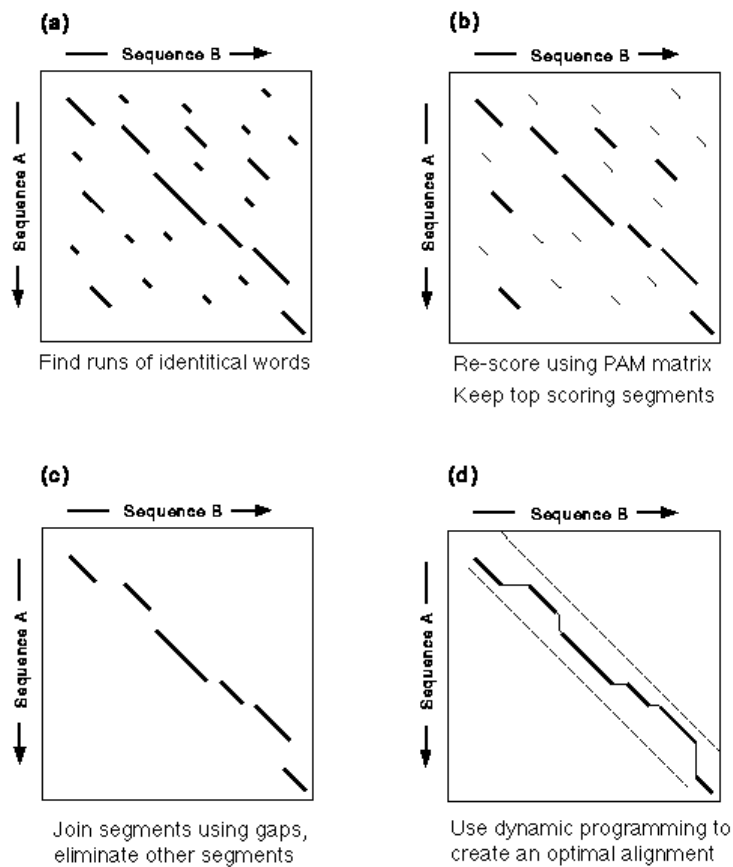 (a)
Sequence B
Sequence A
Find runs of identitical words
(b)
Sequence B
Sequence A
Re-score using PAM matrix
Keep top scoring segments
(c)
Sequence B
Sequence A
Join segments using gaps,
eliminate other segments
(d)
Sequence B
Sequence A
Use dynamic programming to
create an optimal alignment